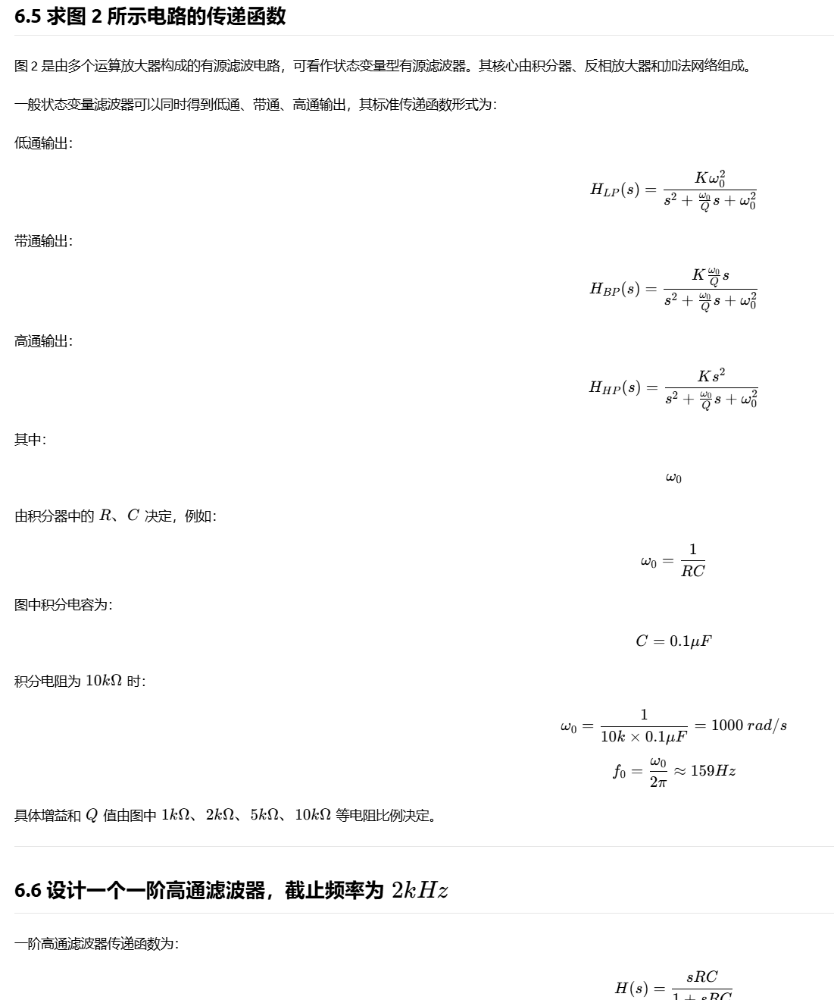 6.5 求图 2 所示电路的传递函数
图 2 是由多个运算放大器构成的有源滤波电路，可看作状态变量型有源滤波器。其核心由积分器、反相放大器和加法网络组成。
一般状态变量滤波器可以同时得到低通、带通、高通输出，其标准传递函数形式为：
低通输出：
$H_{LP}(s) = \frac{K\omega_0^2}{s^2 + \frac{\omega_0}{Q}s + \omega_0^2}$
带通输出：
$H_{BP}(s) = \frac{K\frac{\omega_0}{Q}s}{s^2 + \frac{\omega_0}{Q}s + \omega_0^2}$
高通输出：
$H_{HP}(s) = \frac{Ks^2}{s^2 + \frac{\omega_0}{Q}s + \omega_0^2}$
其中：
$\omega_0$
由积分器中的 R、C 决定，例如：
$\omega_0 = \frac{1}{RC}$
图中积分电容为：
$C = 0.1\mu F$
积分电阻为 10kΩ 时：
$\omega_0 = \frac{1}{10k \times 0.1\mu F} = 1000\ rad/s$
$f_0 = \frac{\omega_0}{2\pi} \approx 159Hz$
具体增益和 Q 值由图中 1kΩ、2kΩ、5kΩ、10kΩ 等电阻比例决定。
6.6 设计一个一阶高通滤波器，截止频率为 2kHz
一阶高通滤波器传递函数为：
$H(s) = \frac{sRC}{1 + sRC}$